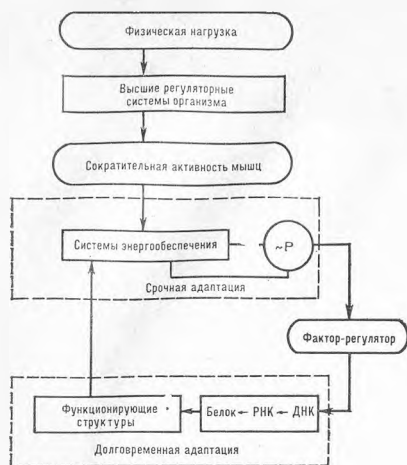 Физическая нагрузка
Высшие регуляторные
системы организма
Сократительная активность мышц
Системы энергообеспечения
~Р
Срочная адаптация
Фактор-регулятор
Функционирующие
структуры
Белок ← РНК ← ДНК
Долговременная адаптация